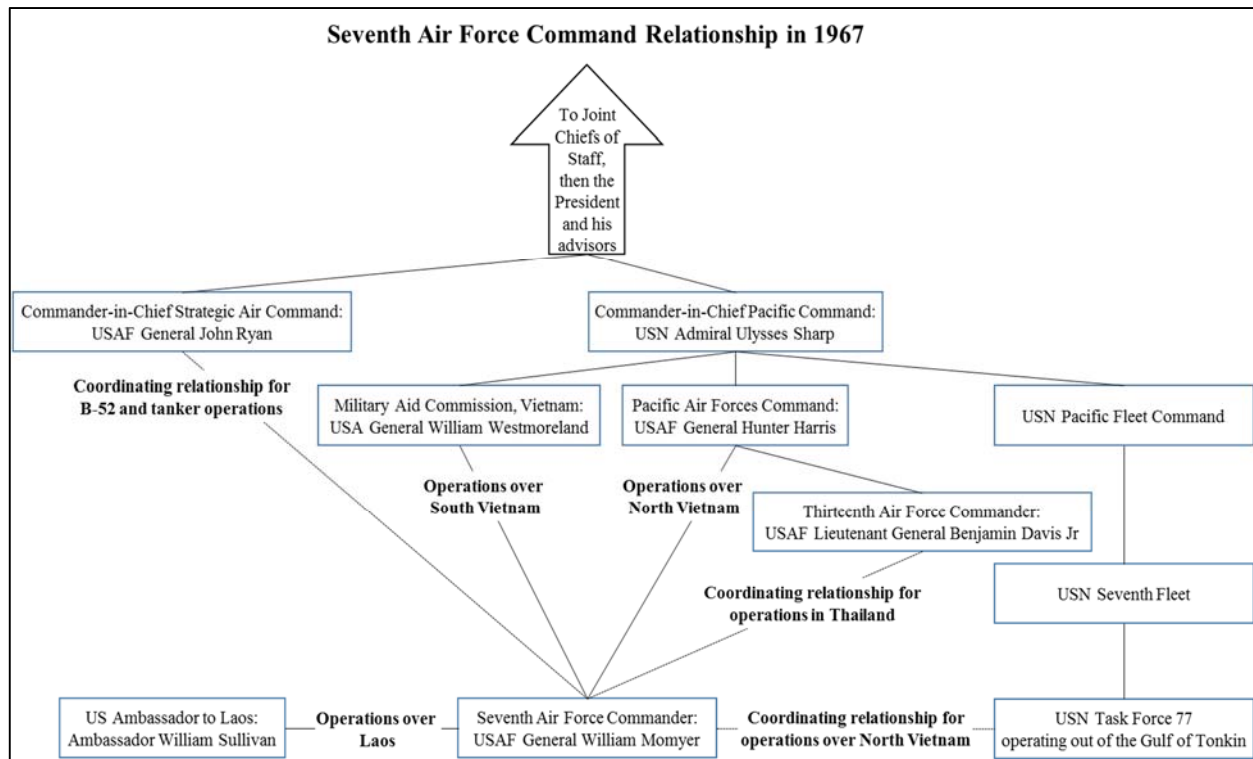 Seventh Air Force Command Relationship in 1967
To Joint
Chiefs of
Staff,
then the
President
and his
advisors
Commander-in-Chief Strategic Air Command:
USAF General John Ryan
Commander-in-Chief Pacific Command:
USN Admiral Ulysses Sharp
Coordinating relationship for
B-52 and tanker operations
Military Aid Commission, Vietnam:
USA General William Westmoreland
Pacific Air Forces Command:
USAF General Hunter Harris
USN Pacific Fleet Command
Operations over
South Vietnam
Operations over
North Vietnam
Thirteenth Air Force Commander:
USAF Lieutenant General Benjamin Davis Jr
Coordinating relationship for
operations in Thailand
USN Seventh Fleet
US Ambassador to Laos:
Ambassador William Sullivan
Operations over
Laos
Seventh Air Force Commander:
USAF General William Momyer
Coordinating relationship for
operations over North Vietnam
USN Task Force 77
operating out of the Gulf of Tonkin